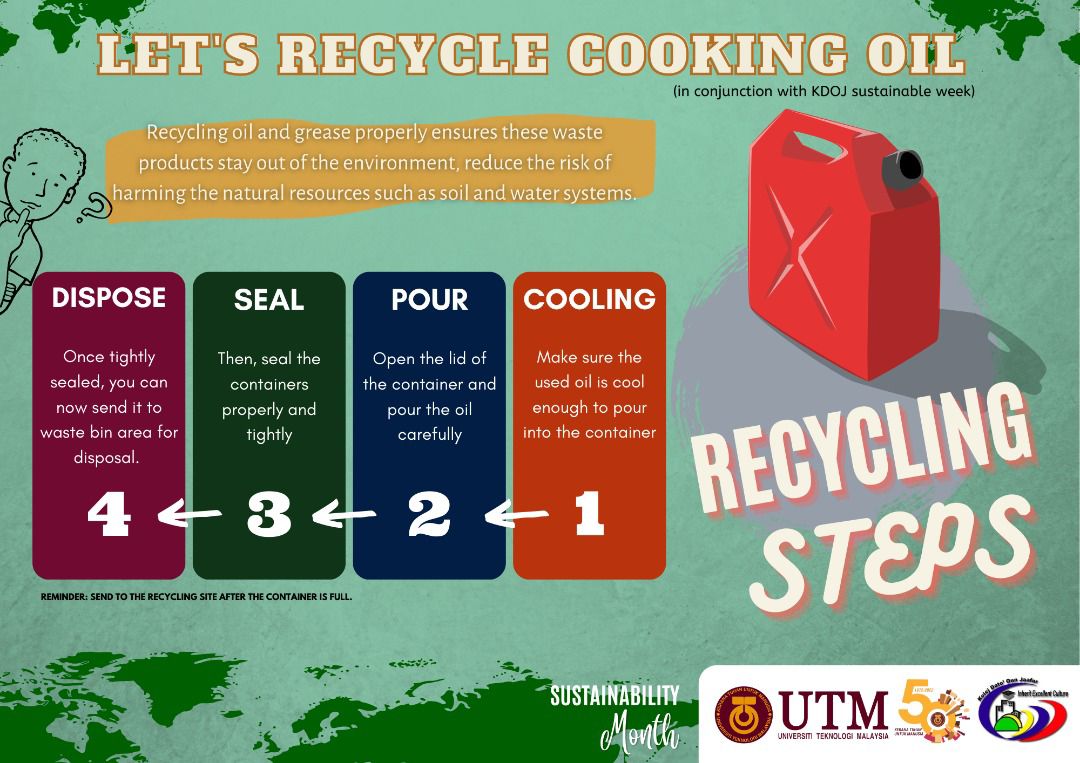 LET'S RECYCLE COOKING OIL
(in conjunction with KDOJ sustainable week)
Recycling oil and grease properly ensures these waste
products stay out of the environment, reduce the risk of
harming the natural resources such as soil and water systems.
?
RECYCLING
STEPS
COOLING
Make sure the
used oil is cool
enough to pour
into the container
1
POUR
Open the lid of
the container and
pour the oil
carefully
2
SEAL
Then, seal the
containers
properly and
tightly
3
DISPOSE
Once tightly
sealed, you can
now send it to
waste bin area for
disposal.
4
REMINDER: SEND TO THE RECYCLING SITE AFTER THE CONTAINER IS FULL.
SUSTAINABILITY
Month
UTM
UNIVERSITI TEKNOLOGI MALAYSIA
50
Kolej Dato' Onn Jaafar
Inherit Excellent Culture